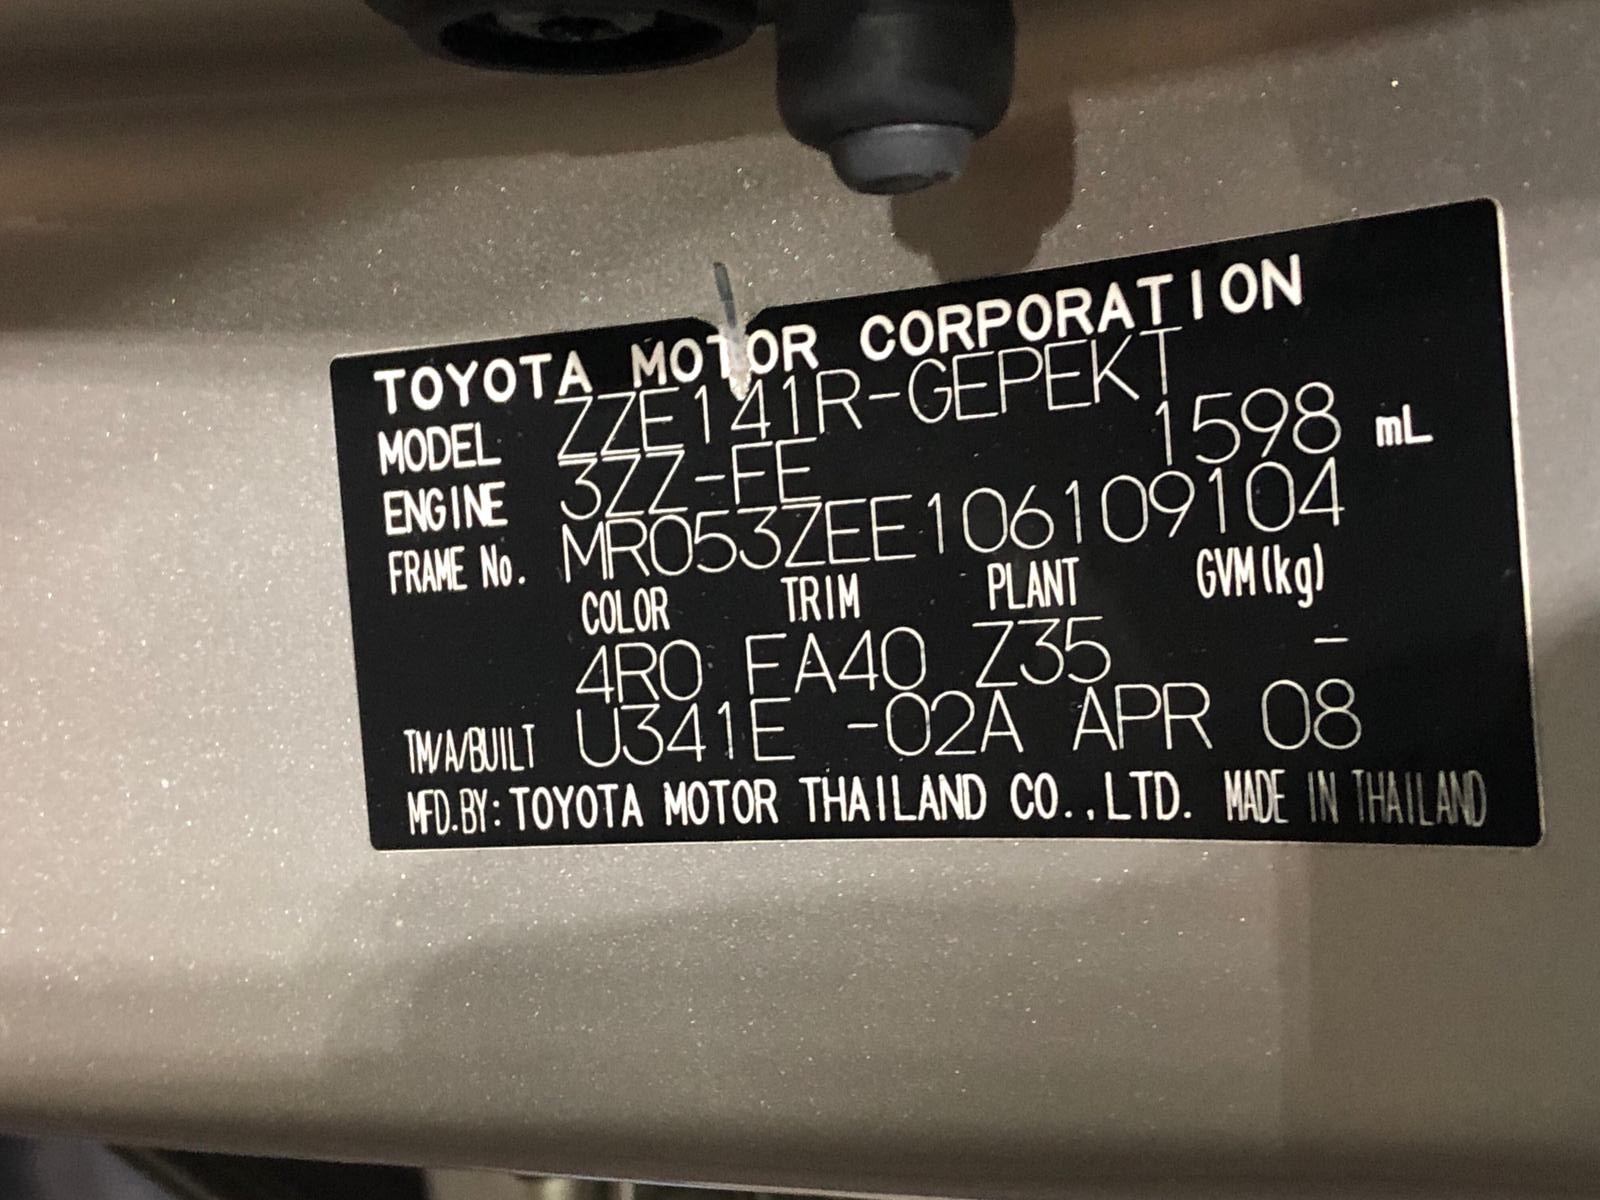 TOYOTA MOTOR CORPORATION
MODEL ZZE141R-GEPEKT
ENGINE 3ZZ-FE 1598 mL
FRAME No. MR053ZEE106109104
COLOR TRIM PLANT GVM(kg)
4R0 FA40 Z35 -
TM/A/BUILT U341E -02A APR 08
MFD.BY: TOYOTA MOTOR THAILAND CO.,LTD. MADE IN THAILAND